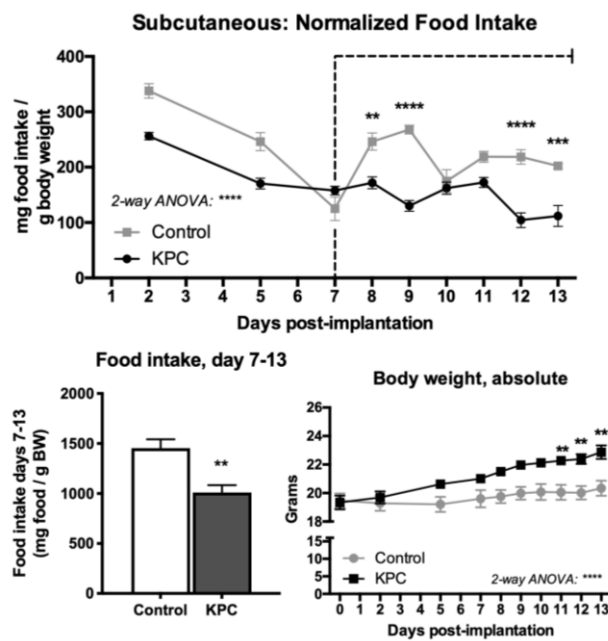 Subcutaneous: Normalized Food Intake
mg food intake /
g body weight
400
300
200
100
0
** **** **** ***
2-way ANOVA: ****
Control
KPC
1 2 3 4 5 6 7 8 9 10 11 12 13
Days post-implantation
Food intake, day 7-13
Food intake days 7-13
(mg food / g BW)
2000
1500
1000
500
0
**
Control KPC
Body weight, absolute
Grams
26
24
22
20
18
15
10
5
0
** ** **
Control
KPC
2-way ANOVA: ****
0 1 2 3 4 5 6 7 8 9 10 11 12 13
Days post-implantation